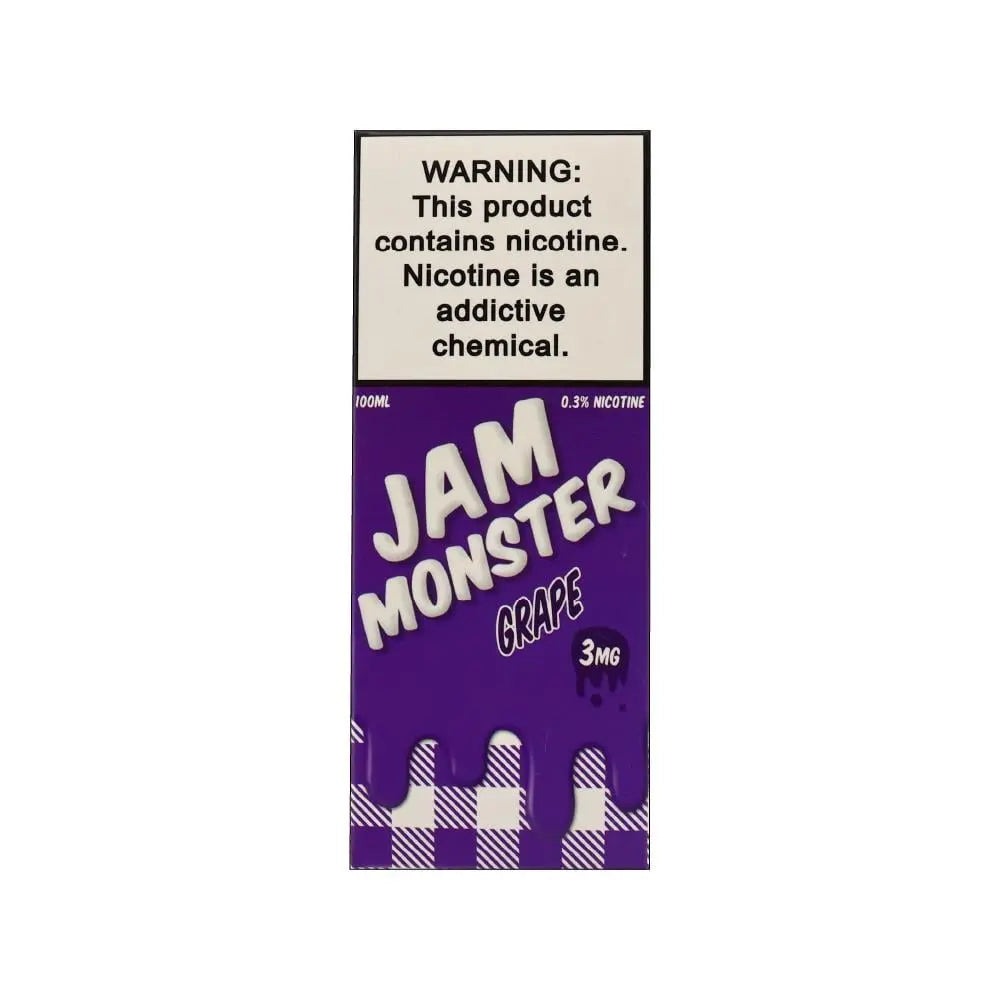 WARNING:
This product
contains nicotine.
Nicotine is an
addictive
chemical.
100ML 0.3% NICOTINE
JAM
MONSTER
GRAPE
3MG